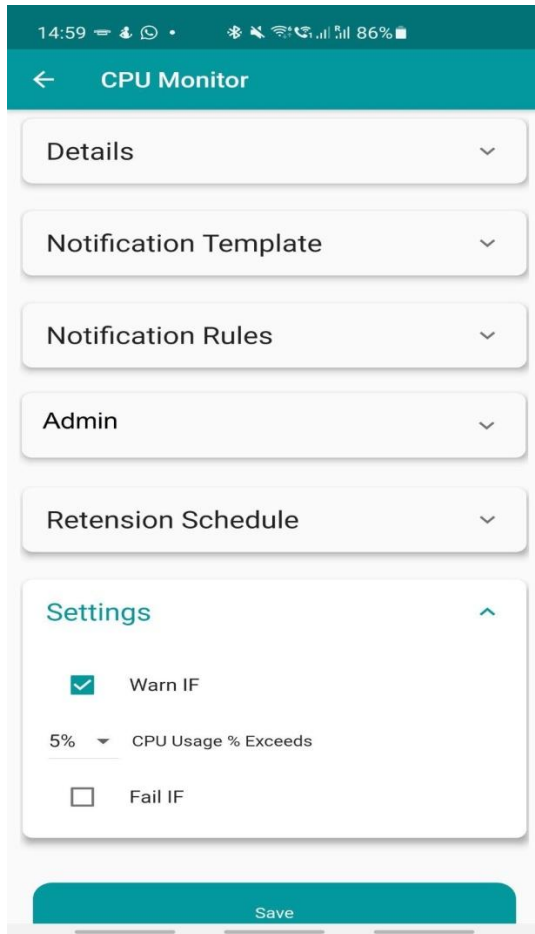 14:59 86%
CPU Monitor
Details
Notification Template
Notification Rules
Admin
Retension Schedule
Settings
Warn IF
5% CPU Usage % Exceeds
Fail IF
Save